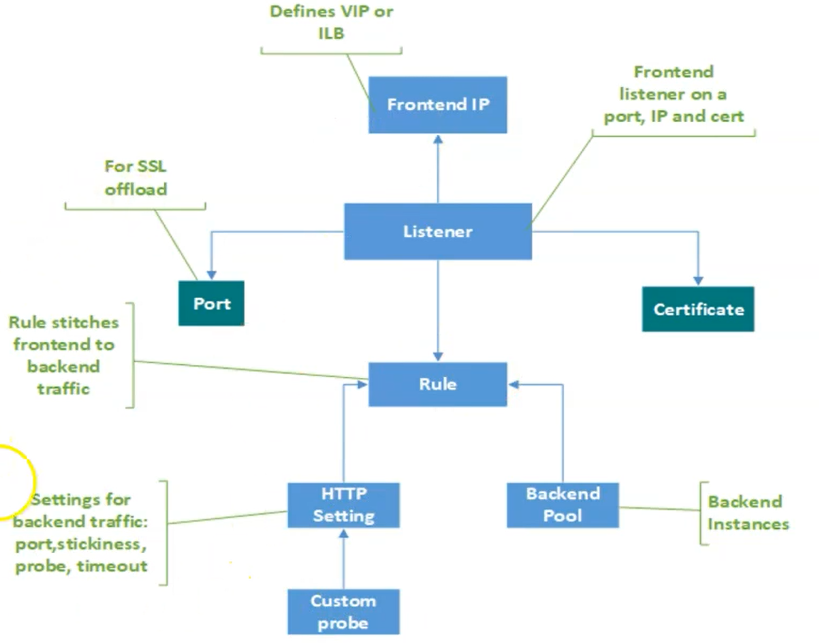 Defines VIP or
ILB
Frontend IP
Frontend
listener on a
port, IP and cert
For SSL
offload
Listener
Port
Certificate
Rule stitches
frontend to
backend
traffic
Rule
HTTP
Setting
Backend
Pool
Backend
Instances
Settings for
backend traffic:
port,stickiness,
probe, timeout
Custom
probe